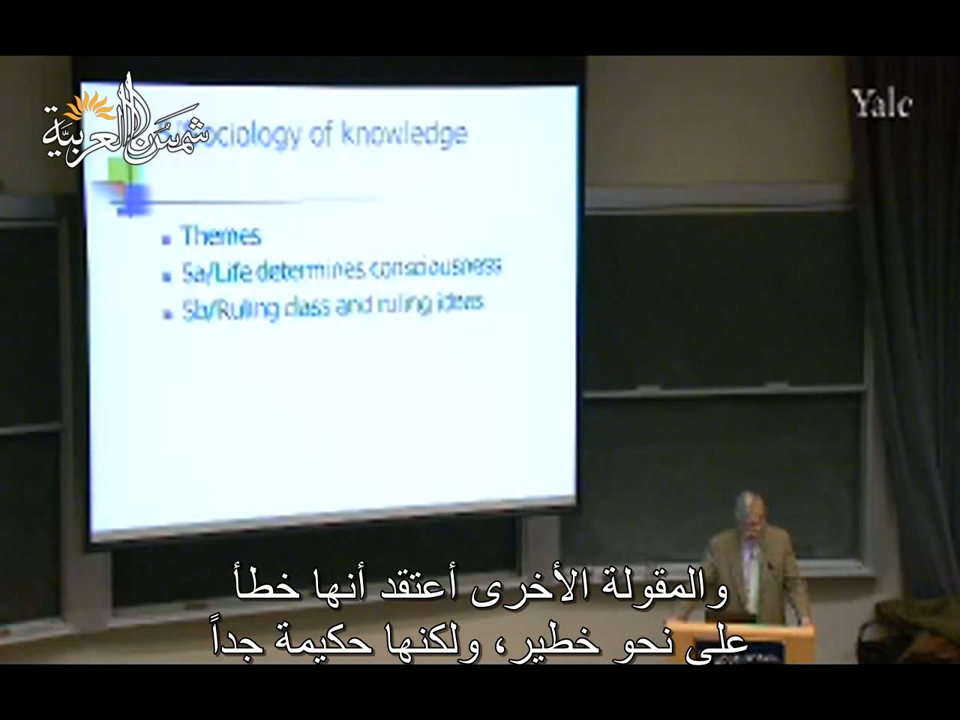 شمس العربية
Yale
sociology of knowledge
Themes
5a/Life determines consciousness
5b/Ruling class and ruling ideas
والمقولة الأخرى أعتقد أنها خطأ
على نحو خطير، ولكنها حكيمة جداً